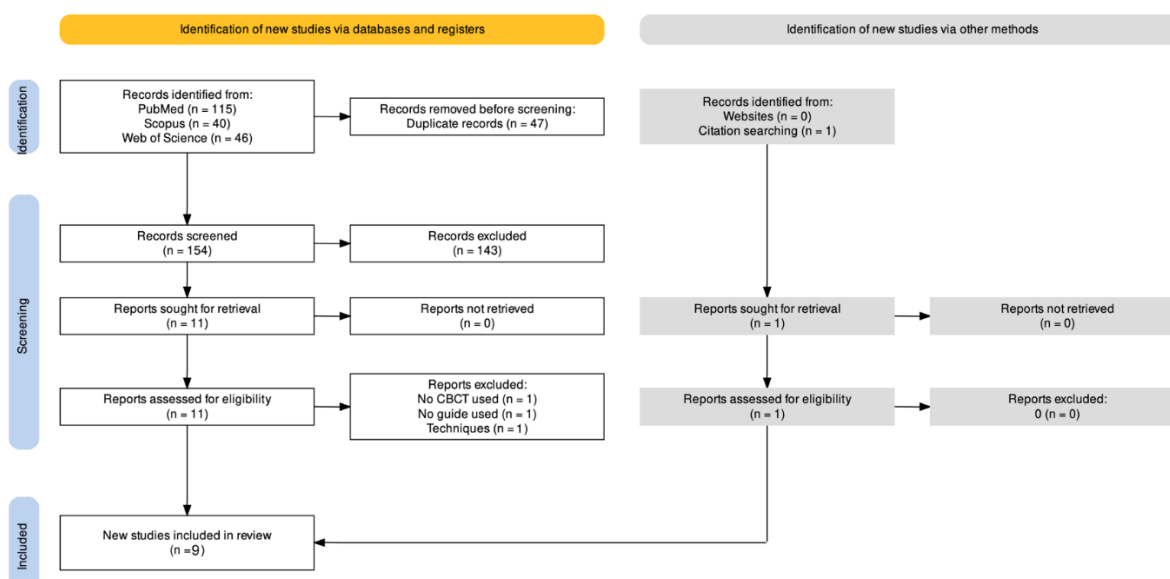 Identification of new studies via databases and registers
Identification of new studies via other methods
Identification
Records identified from:
PubMed (n = 115)
Scopus (n = 40)
Web of Science (n = 46)
Records removed before screening:
Duplicate records (n = 47)
Records identified from:
Websites (n = 0)
Citation searching (n = 1)
Screening
Records screened
(n = 154)
Records excluded
(n = 143)
Reports sought for retrieval
(n = 11)
Reports not retrieved
(n = 0)
Reports sought for retrieval
(n = 1)
Reports not retrieved
(n = 0)
Reports assessed for eligibility
(n = 11)
Reports excluded:
No CBCT used (n = 1)
No guide used (n = 1)
Techniques (n = 1)
Reports assessed for eligibility
(n = 1)
Reports excluded:
0 (n = 0)
Included
New studies included in review
(n =9)